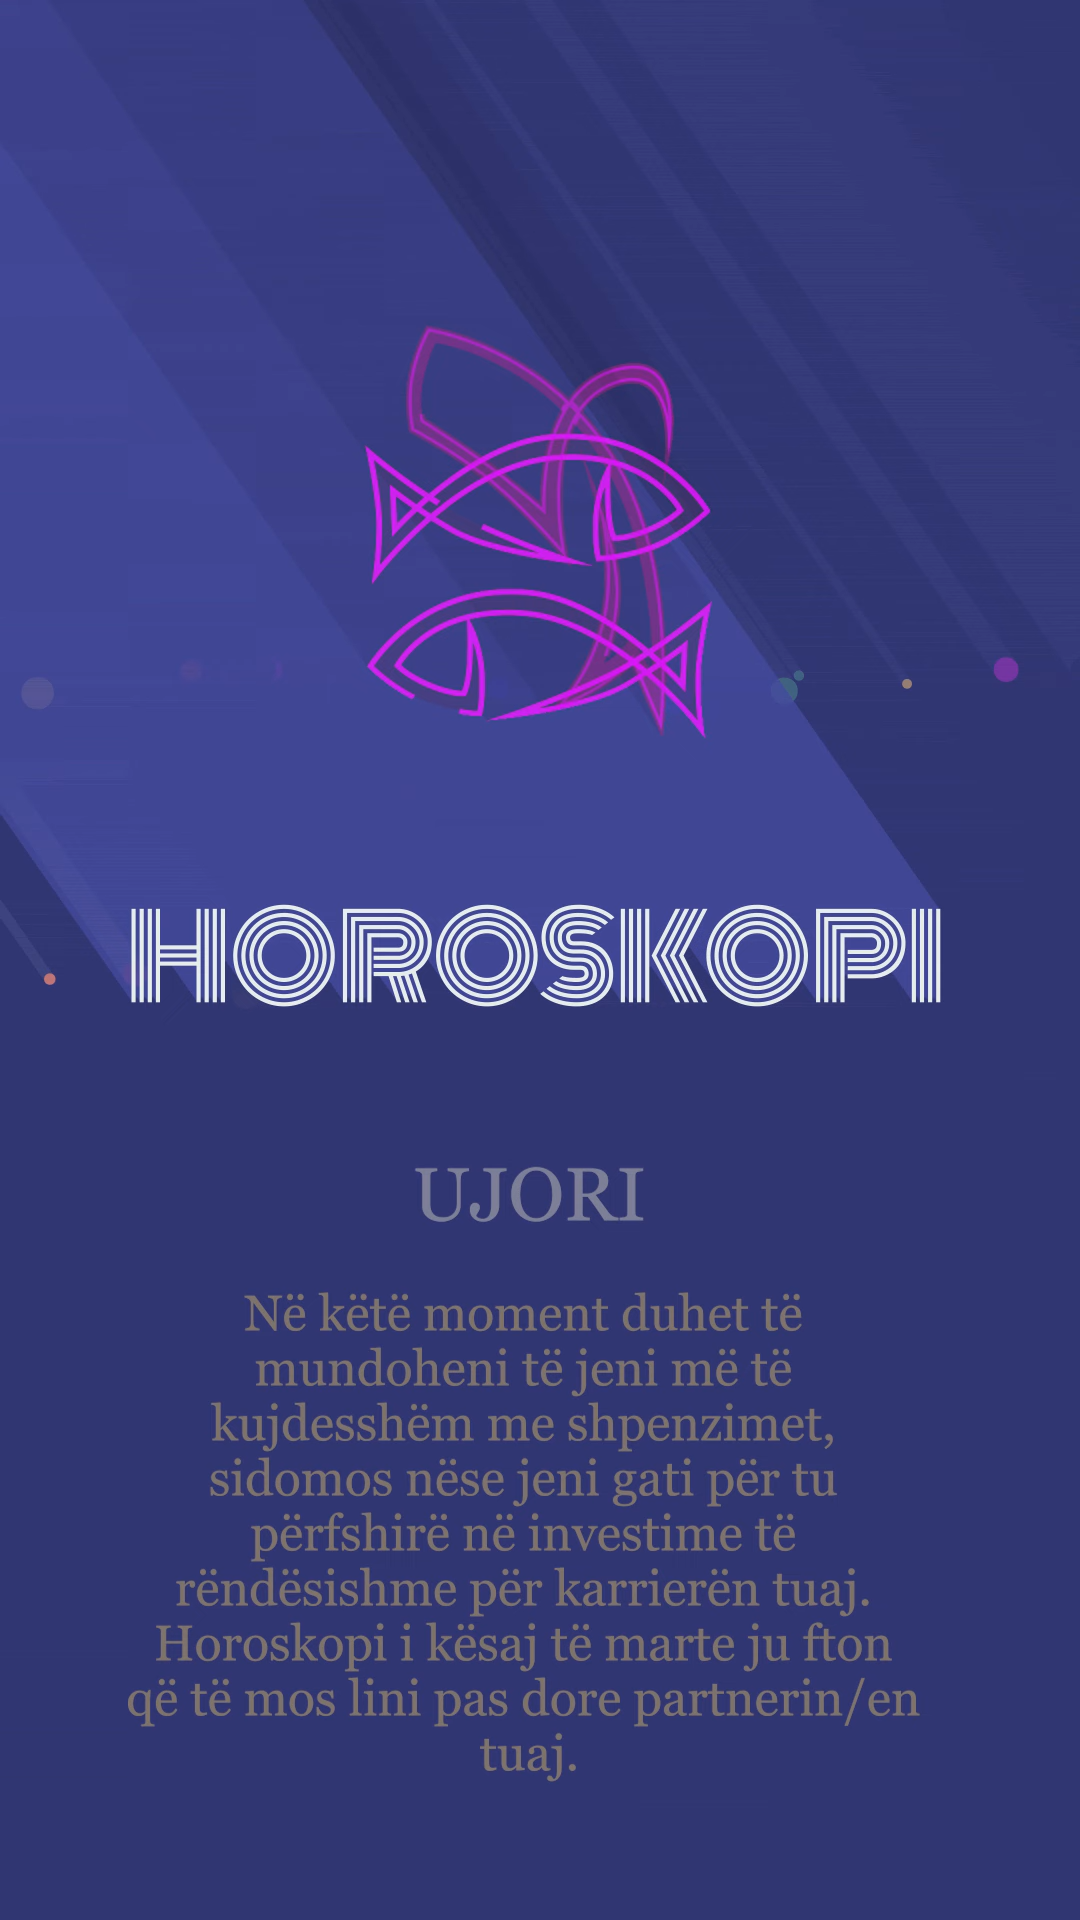 HOROSKOPI
UJORI
Në këtë moment duhet të
mundoheni të jeni më të
kujdesshëm me shpenzimet,
sidomos nëse jeni gati për tu
përfshirë në investime të
rëndësishme për karrierën tuaj.
Horoskopi i kësaj të marte ju fton
që të mos lini pas dore partnerin/en
tuaj.